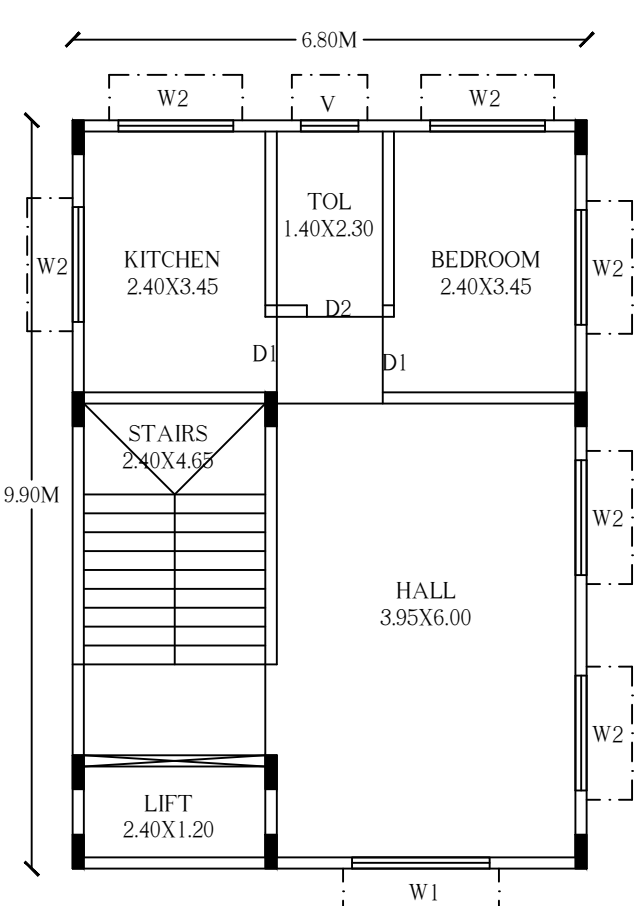 6.80M
W2
V
W2
TOL
1.40X2.30
W2
KITCHEN
2.40X3.45
BEDROOM
2.40X3.45
W2
D2
D1
D1
STAIRS
2.40X4.65
9.90M
W2
HALL
3.95X6.00
W2
LIFT
2.40X1.20
W1